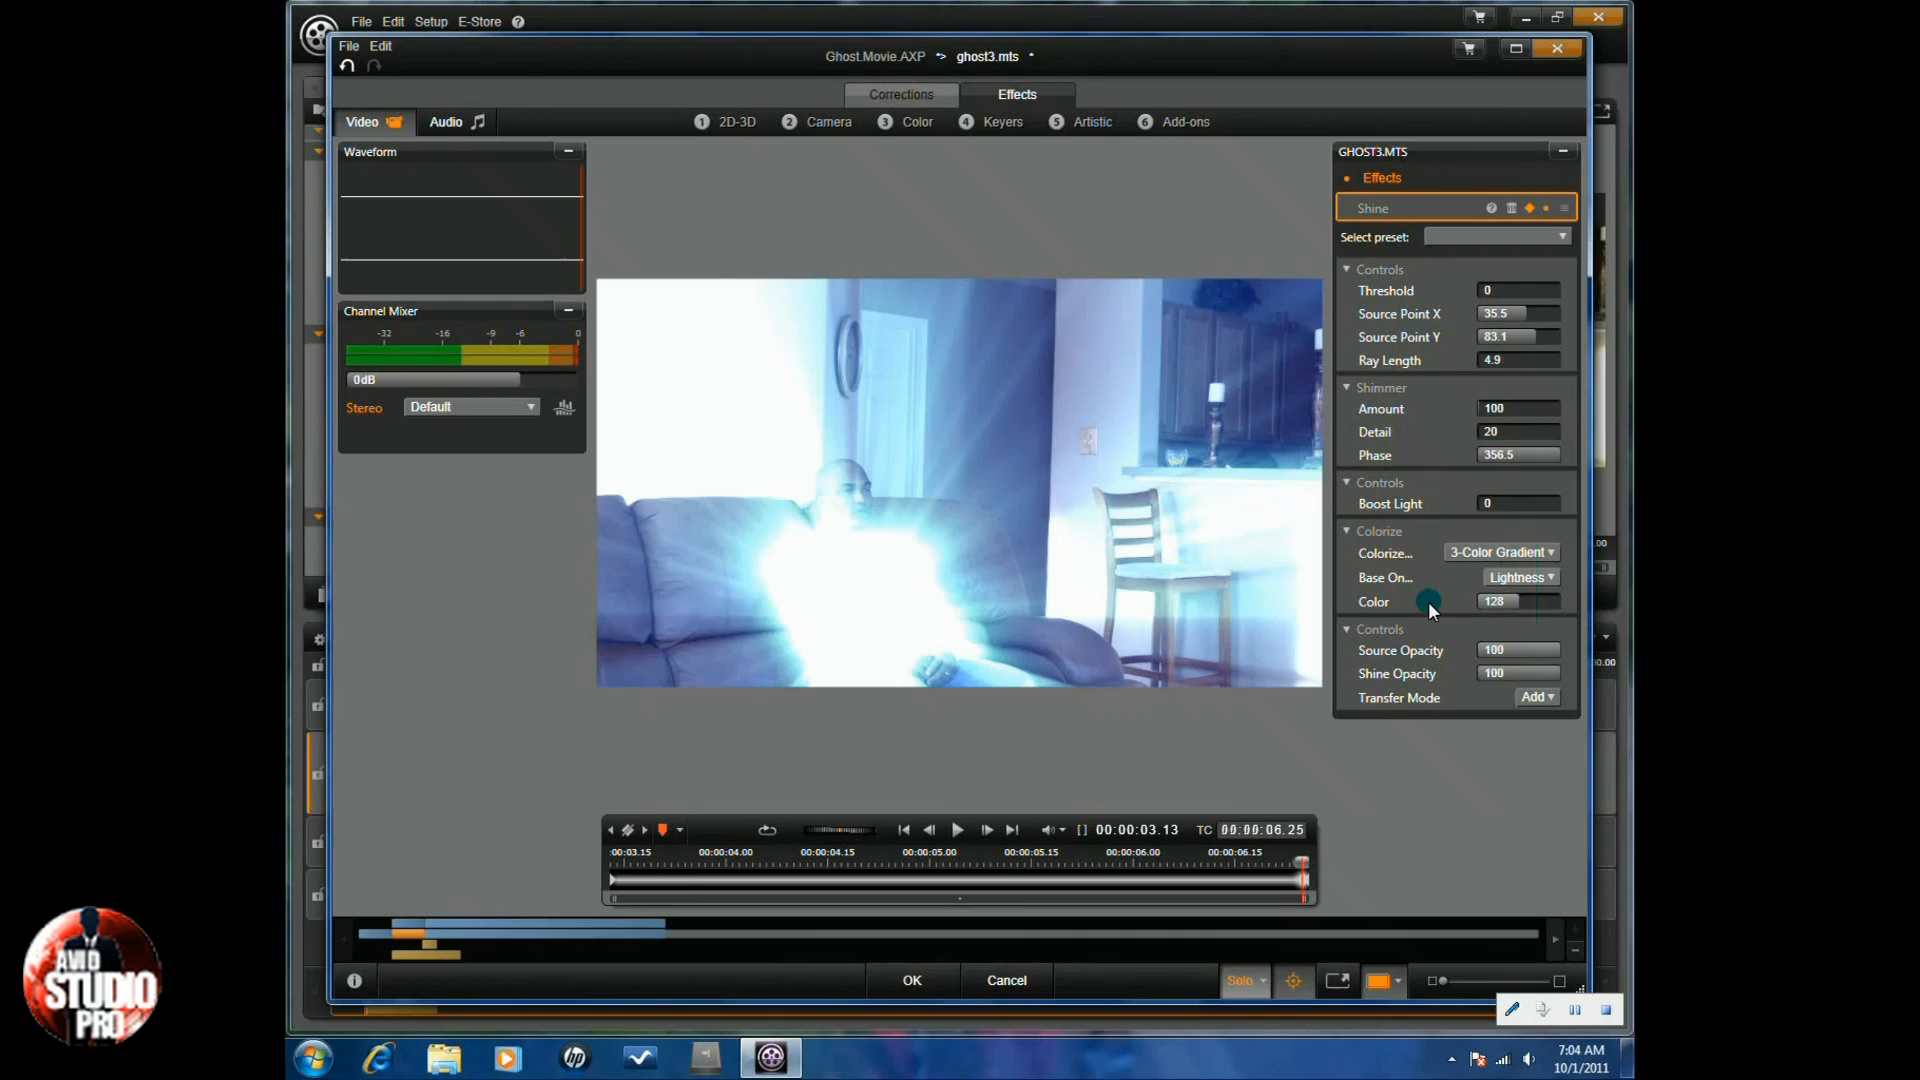 File Edit Setup E-Store ?
File Edit
Ghost.Movie.AXP > ghost3.mts *
Corrections Effects
Video Audio
1 2D-3D 2 Camera 3 Color 4 Keyers 5 Artistic 6 Add-ons
Waveform
Channel Mixer
-32 -16 -9 -6 0
0dB
Stereo Default
GHOST3.MTS
Effects
Shine ?
Select preset:
Controls
Threshold 0
Source Point X 35.5
Source Point Y 83.1
Ray Length 4.9
Shimmer
Amount 100
Detail 20
Phase 356.5
Controls
Boost Light 0
Colorize
Colorize... 3-Color Gradient
Base On... Lightness
Color 128
Controls
Source Opacity 100
Shine Opacity 100
Transfer Mode Add
[] 00:00:03.13 TC 00:00:06.25
:00:03.15 00:00:04.00 00:00:04.15 00:00:05.00 00:00:05.15 00:00:06.00 00:00:06.15
OK Cancel Solo
AVID
STUDIO
PRO
hp
7:04 AM
10/1/2011